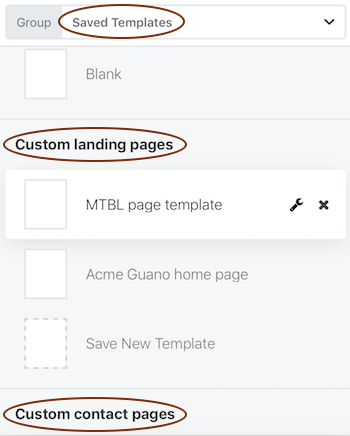 Group Saved Templates
Blank
Custom landing pages
MTBL page template
Acme Guano home page
Save New Template
Custom contact pages